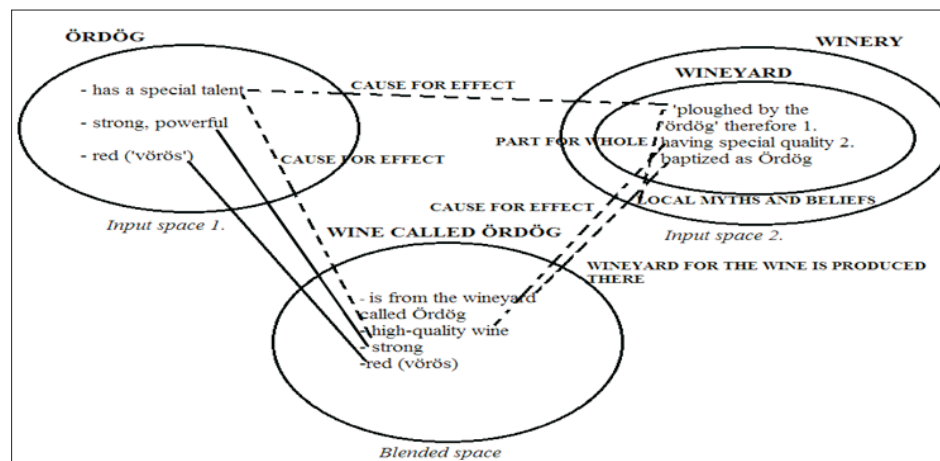 ÖRDÖG
- has a special talent
- strong, powerful
- red ('vörös')
Input space 1.
CAUSE FOR EFFECT
CAUSE FOR EFFECT
WINERY
WINEYARD
- 'ploughed by the
'ördög' therefore 1.
having special quality 2.
baptized as Ördög
PART FOR WHOLE
LOCAL MYTHS AND BELIEFS
Input space 2.
CAUSE FOR EFFECT
WINE CALLED ÖRDÖG
WINEYARD FOR THE WINE IS PRODUCED
THERE
- is from the wineyard
called Ördög
- high-quality wine
- strong
-red (vörös)
Blended space